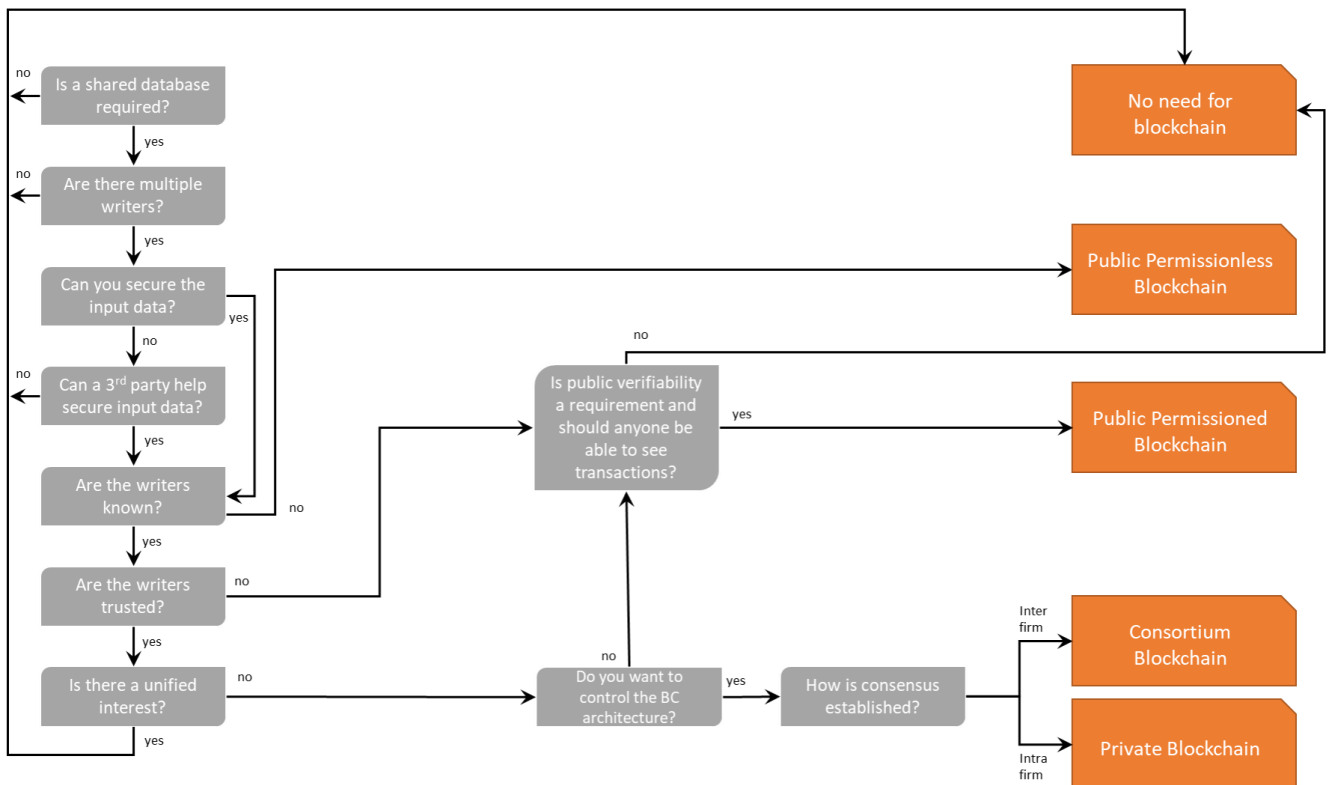 no
Is a shared database
required?
yes
no
Are there multiple
writers?
yes
Can you secure the
input data?
yes
no
no
Can a 3rd party help
secure input data?
yes
Are the writers
known?
no
yes
Are the writers
trusted?
no
yes
Is there a unified
interest?
no
yes
no
Is public verifiability
a requirement and
should anyone be
able to see
transactions?
yes
no
Do you want to
control the BC
architecture?
yes
How is consensus
established?
Inter
firm
Intra
firm
No need for
blockchain
Public Permissionless
Blockchain
Public Permissioned
Blockchain
Consortium
Blockchain
Private Blockchain